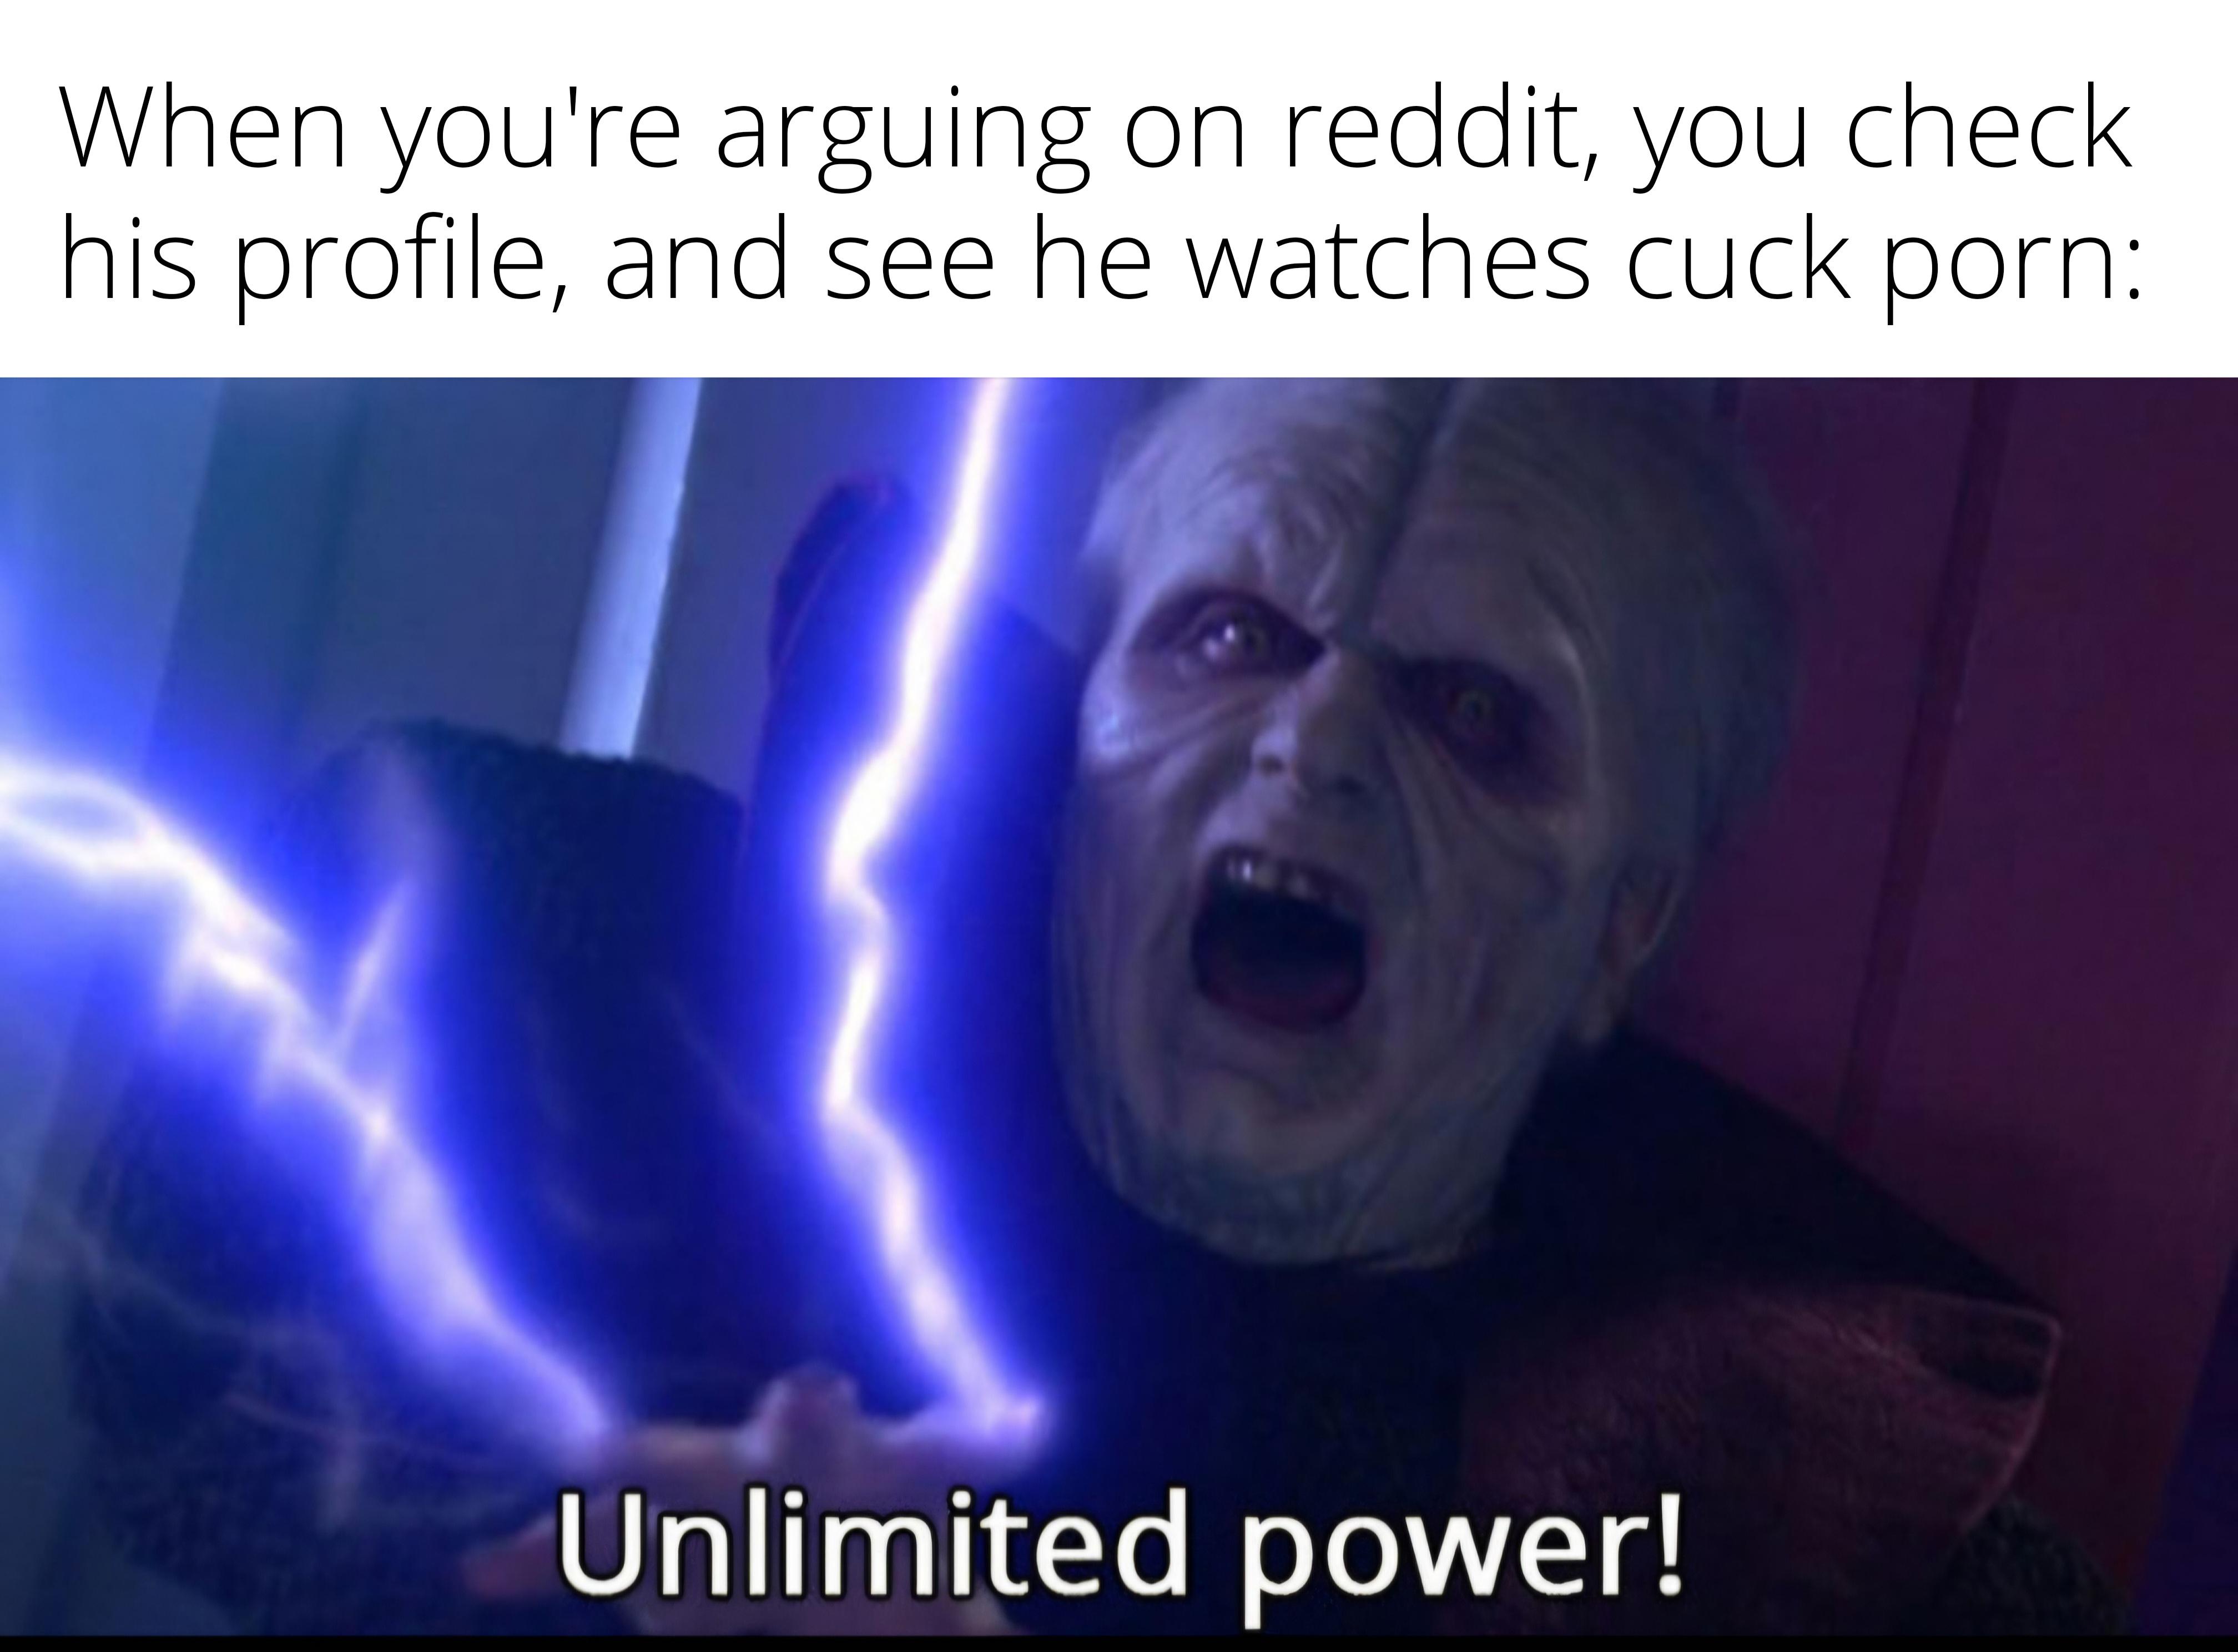 When you're arguing on reddit, you check
his profile, and see he watches cuck porn:
Unlimited power!